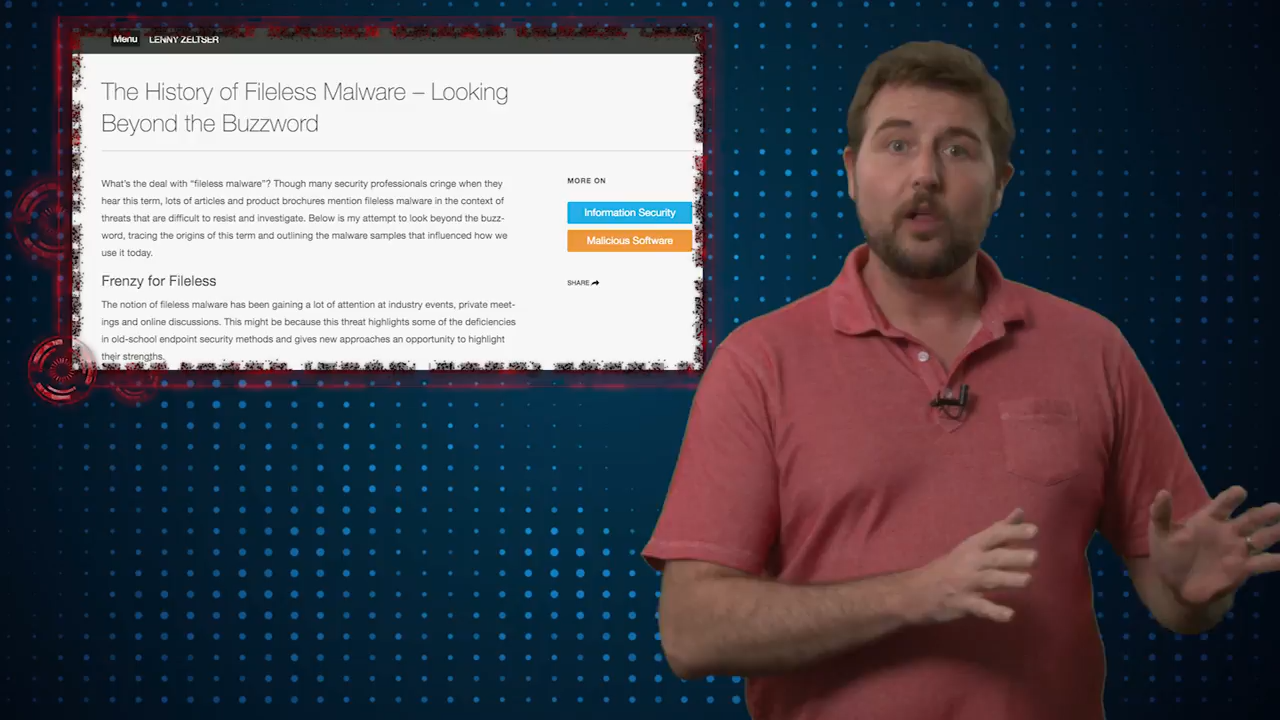 Menu LENNY ZELTSER
The History of Fileless Malware – Looking
Beyond the Buzzword
What's the deal with “fileless malware”? Though many security professionals cringe when they
hear this term, lots of articles and product brochures mention fileless malware in the context of
threats that are difficult to resist and investigate. Below is my attempt to look beyond the buzz-
word, tracing the origins of this term and outlining the malware samples that influenced how we
use it today.
Frenzy for Fileless
The notion of fileless malware has been gaining a lot of attention at industry events, private meet-
ings and online discussions. This might be because this threat highlights some of the deficiencies
in old-school endpoint security methods and gives new approaches an opportunity to highlight
their strengths.
MORE ON
Information Security
Malicious Software
SHARE